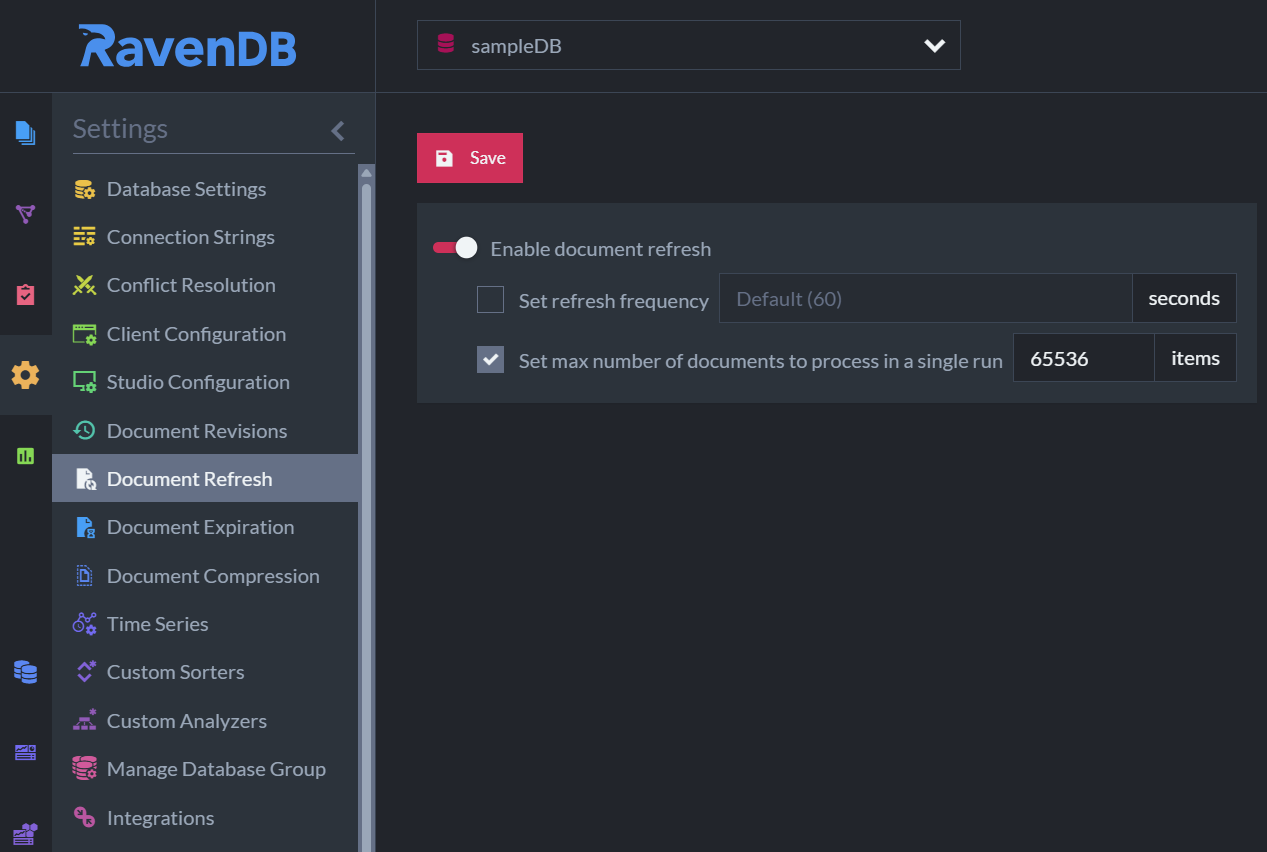 RavenDB
sampleDB
Settings
Save
Database Settings
Connection Strings
Conflict Resolution
Client Configuration
Studio Configuration
Document Revisions
Document Refresh
Document Expiration
Document Compression
Time Series
Custom Sorters
Custom Analyzers
Manage Database Group
Integrations
Enable document refresh
Set refresh frequency Default (60) seconds
Set max number of documents to process in a single run 65536 items